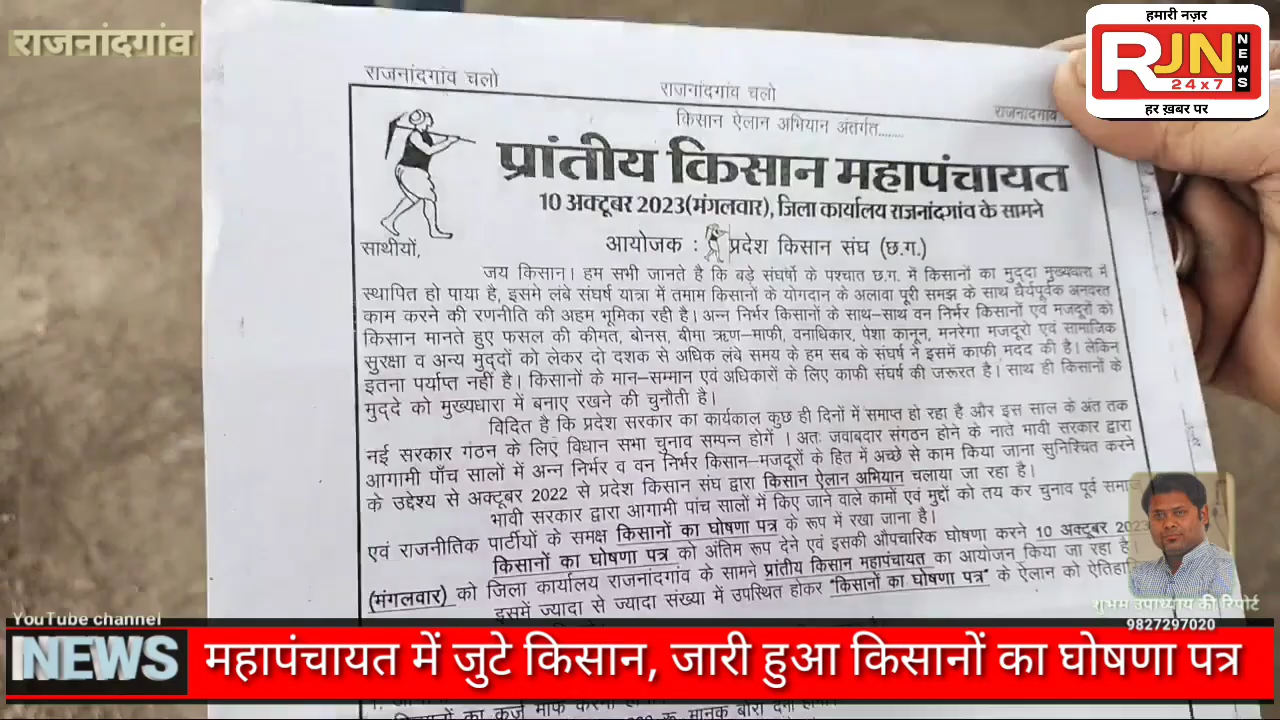 राजनांदगांव
हमारी नज़र
RJN NEWS
24x7
हर ख़बर पर
राजनांदगांव चलो राजनांदगांव चलो राजनांदगांव
किसान ऐलान अभियान अंतर्गत........
प्रांतीय किसान महापंचायत
10 अक्टूबर 2023(मंगलवार), जिला कार्यालय राजनांदगांव के सामने
आयोजक : प्रदेश किसान संघ (छ.ग.)
साथीयों,
जय किसान। हम सभी जानते है कि बड़े संघर्षो के पश्चात छ.ग. में किसानों का मुद्दा मुख्यधारा में
स्थापित हो पाया है, इसमे लंबे संघर्ष यात्रा में तमाम किसानों के योगदान के अलावा पूरी समझ के साथ धैर्यपूर्वक अनवरत
काम करने की रणनीति की अहम भूमिका रही है। अन्न निर्भर किसानों के साथ–साथ वन निर्भर किसानों एवं मजदूरों को
किसान मानते हुए फसल की कीमत, बोनस, बीमा ऋण–माफी, वनाधिकार, पेशा कानून, मनरेगा मजदूरो एवं सामाजिक
सुरक्षा व अन्य मुद्दों को लेकर दो दशक से अधिक लंबे समय के हम सब के संघर्ष ने इसमें काफी मदद की है। लेकिन
इतना पर्याप्त नहीं है। किसानों के मान–सम्मान एवं अधिकारों के लिए काफी संघर्ष की जरूरत है। साथ ही किसानों के
मुद्दे को मुख्यधारा में बनाए रखने की चुनौती है।
विदित है कि प्रदेश सरकार का कार्यकाल कुछ ही दिनों में समाप्त हो रहा है और इस साल के अंत तक
नई सरकार गंठन के लिए विधान सभा चुनाव सम्पन्न होगें । अतः जवाबदार संगठन होने के नाते भावी सरकार द्वारा
आगामी पाँच सालों में अन्न निर्भर व वन निर्भर किसान–मजदूरों के हित में अच्छे से काम किया जाना सुनिश्चित करने
के उद्देश्य से अक्टूबर 2022 से प्रदेश किसान संघ द्वारा किसान ऐलान अभियान चलाया जा रहा है।
भावी सरकार द्वारा आगामी पांच सालों में किए जाने वाले कामों एवं मुद्दों को तय कर चुनाव पूर्व समाज
एवं राजनीतिक पार्टीयों के समक्ष किसानों का घोषणा पत्र के रूप में रखा जाना है।
किसानों का घोषणा पत्र को अंतिम रूप देने एवं इसकी औपचारिक घोषणा करने 10 अक्टूबर 2023
(मंगलवार) को जिला कार्यालय राजनांदगांव के सामने प्रांतीय किसान महापंचायत का आयोजन किया जा रहा है।
इसमें ज्यादा से ज्यादा संख्या में उपस्थित होकर "किसानों का घोषणा पत्र" के ऐलान को
शुभम उपाध्याय की रिपोर्ट
9827297020
YouTube channel
NEWS महापंचायत में जुटे किसान, जारी हुआ किसानों का घोषणा पत्र